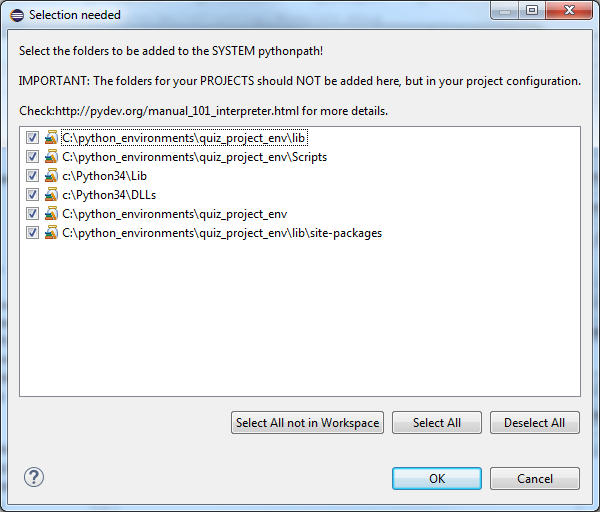 Selection needed
Select the folders to be added to the SYSTEM pythonpath!
IMPORTANT: The folders for your PROJECTS should NOT be added here, but in your project configuration.
Check:http://pydev.org/manual_101_interpreter.html for more details.
C:\python_environments\quiz_project_env\lib
C:\python_environments\quiz_project_env\Scripts
c:\Python34\Lib
c:\Python34\DLLs
C:\python_environments\quiz_project_env
C:\python_environments\quiz_project_env\lib\site-packages
Select All not in Workspace
Select All
Deselect All
?
OK
Cancel